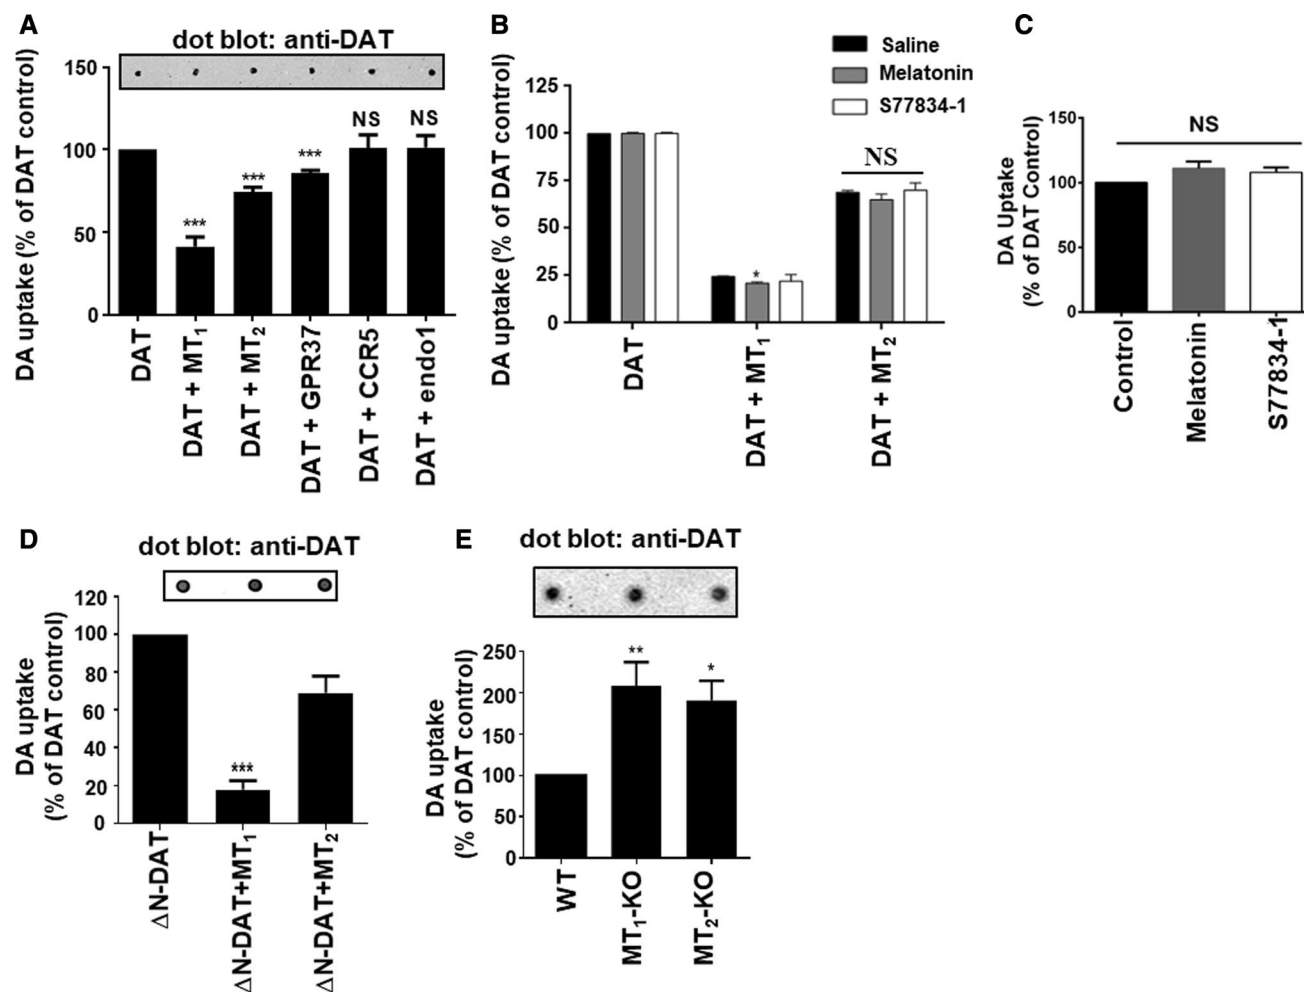 A
dot blot: anti-DAT
DA uptake (% of DAT control)
150
100
50
0
***
***
***
NS
NS
DAT
DAT + MT1
DAT + MT2
DAT + GPR37
DAT + CCR5
DAT + endo1
B
Saline
Melatonin
S77834-1
DA uptake (% of DAT control)
125
100
75
50
25
0
*
NS
DAT
DAT + MT1
DAT + MT2
C
DA Uptake
(% of DAT Control)
150
100
50
0
NS
Control
Melatonin
S77834-1
D
dot blot: anti-DAT
DA uptake
(% of DAT control)
120
100
80
60
40
20
0
***
ΔN-DAT
ΔN-DAT+MT1
ΔN-DAT+MT2
E
dot blot: anti-DAT
DA uptake
(% of DAT control)
250
200
150
100
50
0
**
*
WT
MT1-KO
MT2-KO